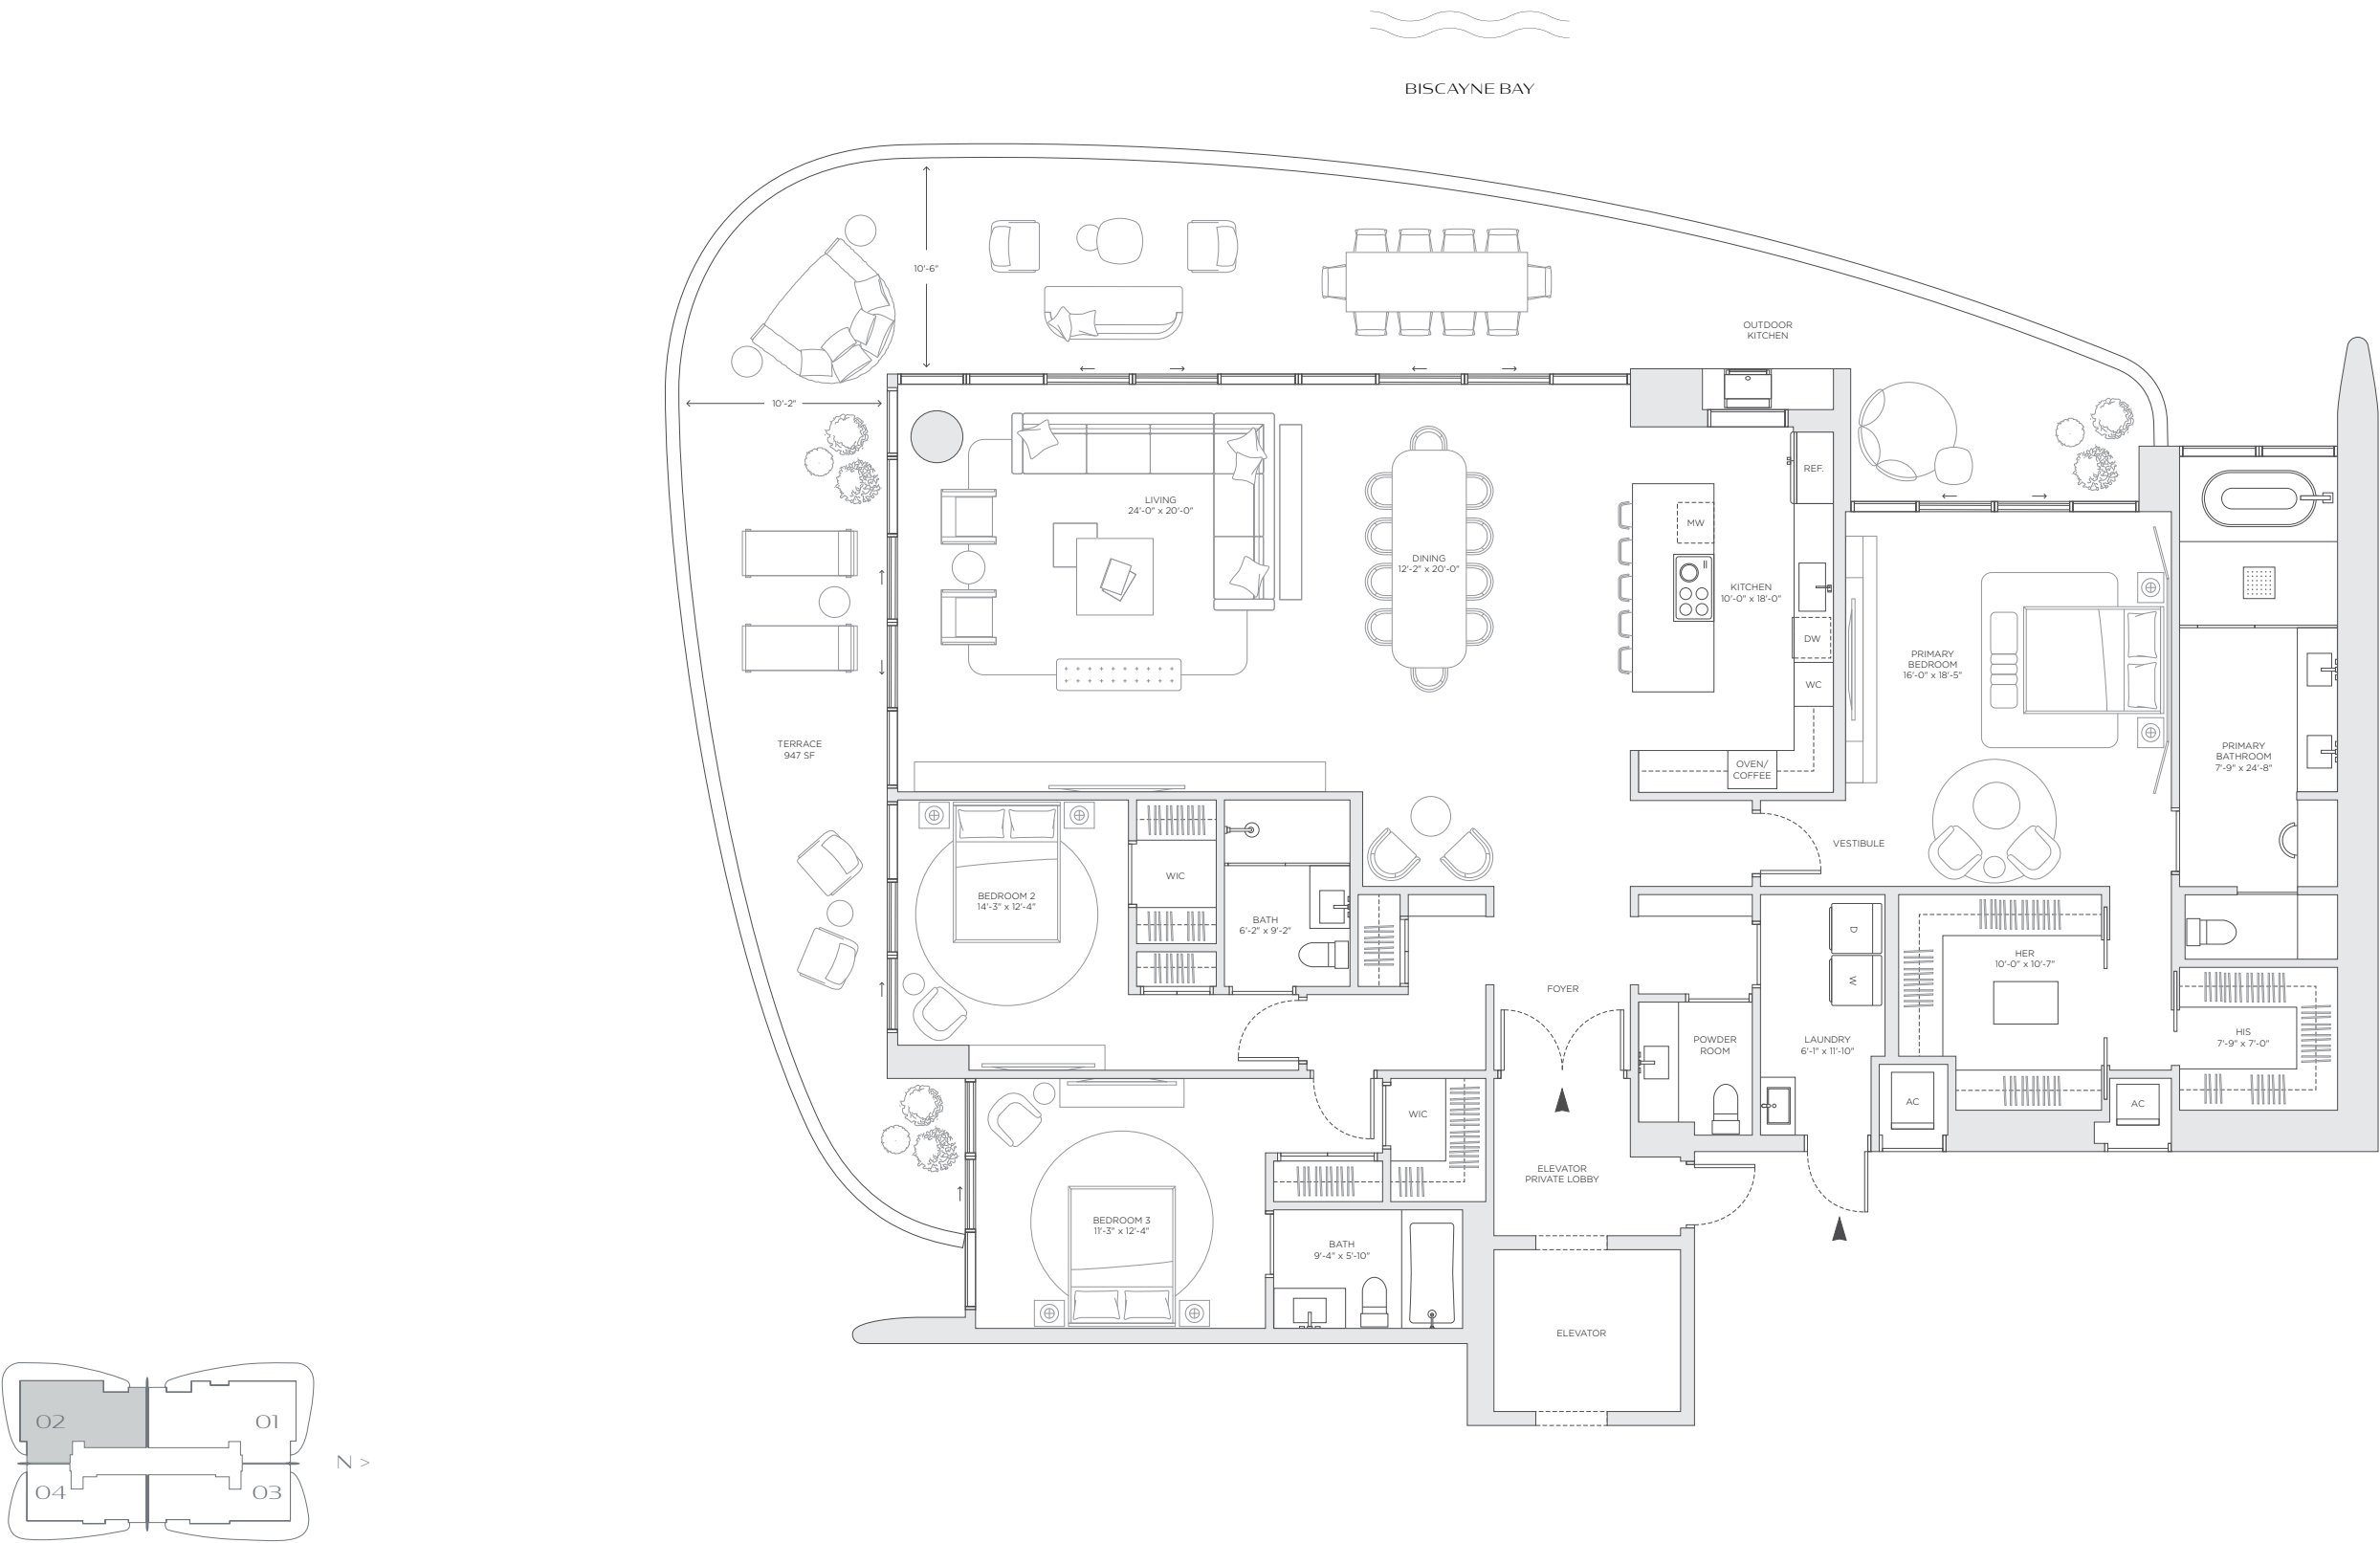 BISCAYNE BAY
10'-6"
OUTDOOR
KITCHEN
10'-2"
REF.
LIVING
24'-0" x 20'-0"
MW
DINING
12'-2" x 20'-0"
KITCHEN
10'-0" x 18'-0"
DW
WC
PRIMARY
BEDROOM
16'-0" x 18'-5"
TERRACE
947 SF
OVEN/
COFFEE
PRIMARY
BATHROOM
7'-9" x 24'-8"
VESTIBULE
WIC
BEDROOM 2
14'-3" x 12'-4"
BATH
6'-2" x 9'-2"
D
W
HER
10'-0" x 10'-7"
FOYER
POWDER
ROOM
LAUNDRY
6'-1" x 11'-10"
HIS
7'-9" x 7'-0"
AC
AC
WIC
ELEVATOR
PRIVATE LOBBY
BEDROOM 3
11'-3" x 12'-4"
BATH
9'-4" x 5'-10"
ELEVATOR
02
01
N >
04
03